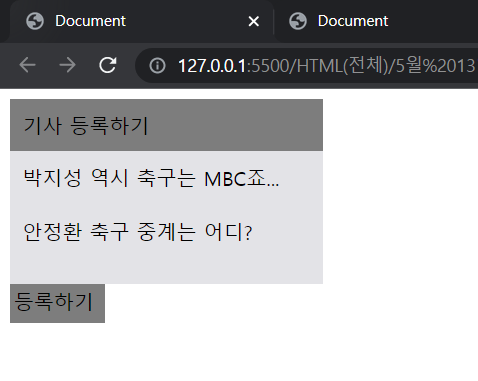 Document
Document
127.0.0.1:5500/HTML(전체)/5월%2013
기사 등록하기
박지성 역시 축구는 MBC죠...
안정환 축구 중계는 어디?
등록하기